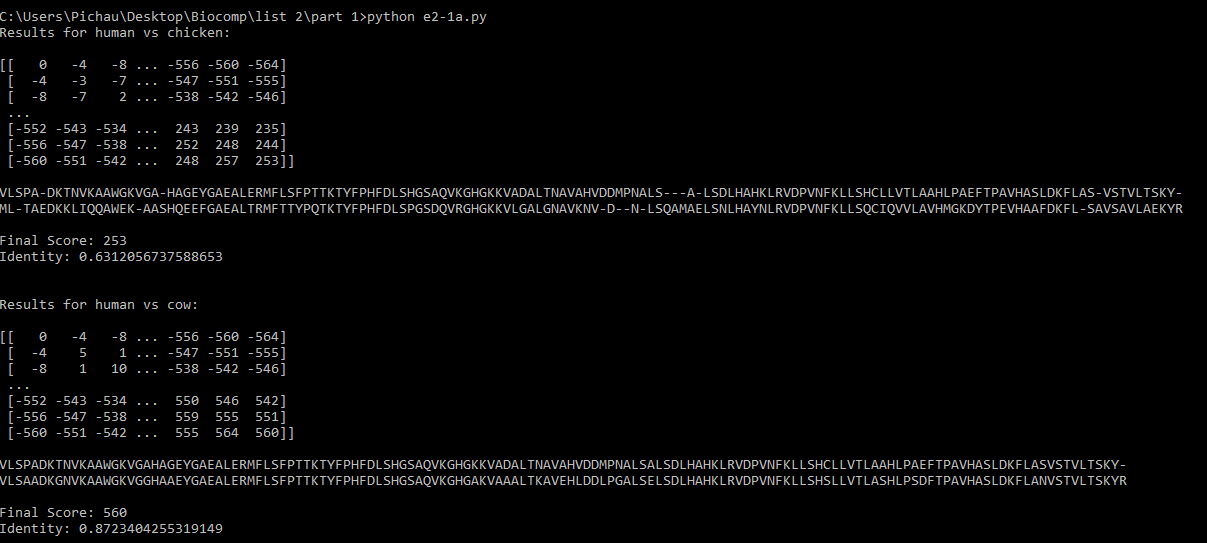 C:\Users\Pichau\Desktop\Biocomp\list 2\part 1>python e2-1a.py
Results for human vs chicken:
[[   0   -4   -8 ... -556 -560 -564]
 [  -4   -3   -7 ... -547 -551 -555]
 [  -8   -7    2 ... -538 -542 -546]
 ...
 [-552 -543 -534 ...  243  239  235]
 [-556 -547 -538 ...  252  248  244]
 [-560 -551 -542 ...  248  257  253]]
VLSPA-DKTNVKAAWGKVGA-HAGEYGAEALERMFLSFPTTKTYFPHFDLSHGSAQVKGHGKKVADALTNAVAHVDDMPNALS---A-LSDLHAHKLRVDPVNFKLLSHCLLVTLAAHLPAEFTPAVHASLDKFLAS-VSTVLTSKY-
ML-TAEDKKLIQQAWEK-AASHQEEFGAEALTRMFTTYPQTKTYFPHFDLSPGSDQVRGHGKKVLGALGNAVKNV-D--N-LSQAMAELSNLHAYNLRVDPVNFKLLSQCIQVVLAVHMGKDYTPEVHAAFDKFL-SAVSAVLAEKYR
Final Score: 253
Identity: 0.6312056737588653
Results for human vs cow:
[[   0   -4   -8 ... -556 -560 -564]
 [  -4    5    1 ... -547 -551 -555]
 [  -8    1   10 ... -538 -542 -546]
 ...
 [-552 -543 -534 ...  550  546  542]
 [-556 -547 -538 ...  559  555  551]
 [-560 -551 -542 ...  555  564  560]]
VLSPADKTNVKAAWGKVGAHAGEYGAEALERMFLSFPTTKTYFPHFDLSHGSAQVKGHGKKVADALTNAVAHVDDMPNALSALSDLHAHKLRVDPVNFKLLSHCLLVTLAAHLPAEFTPAVHASLDKFLASVSTVLTSKY-
VLSAADKGNVKAAWGKVGGHAAEYGAEALERMFLSFPTTKTYFPHFDLSHGSAQVKGHGAKVAAALTKAVEHLDDLPGALSELSDLHAHKLRVDPVNFKLLSHSLLVTLASHLPSDFTPAVHASLDKFLANVSTVLTSKYR
Final Score: 560
Identity: 0.8723404255319149